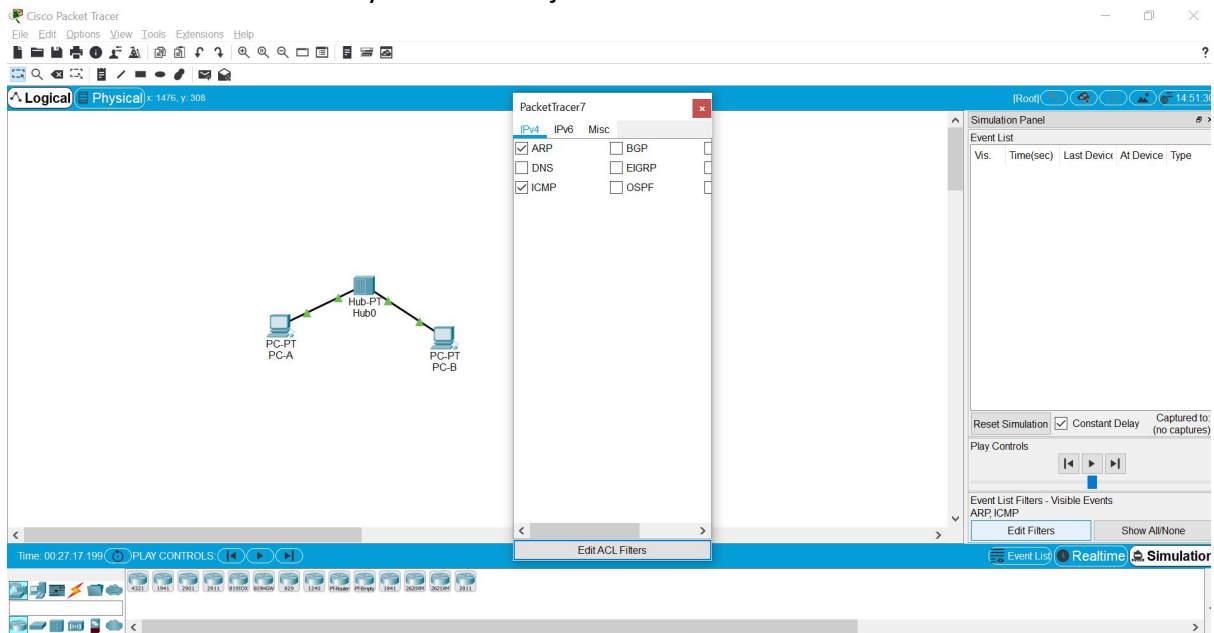 Cisco Packet Tracer
File Edit Options View Tools Extensions Help
?
Logical Physical x: 1476, y: 308
[Root] 14:51:30
PacketTracer7
IPv4 IPv6 Misc
ARP BGP
DNS EIGRP
ICMP OSPF
Edit ACL Filters
Hub-PT
Hub0
PC-PT
PC-A
PC-PT
PC-B
Simulation Panel
Event List
Vis. Time(sec) Last Device At Device Type
Reset Simulation Constant Delay Captured to:
(no captures)
Play Controls
Event List Filters - Visible Events
ARP, ICMP
Edit Filters Show All/None
Time: 00:27:17.199 PLAY CONTROLS:
Event List Realtime Simulation
4321 1941 2901 2911 819IOX 819HGW 829 1240 PT-Router PT-Empty 1841 2620XM 2621XM 2811